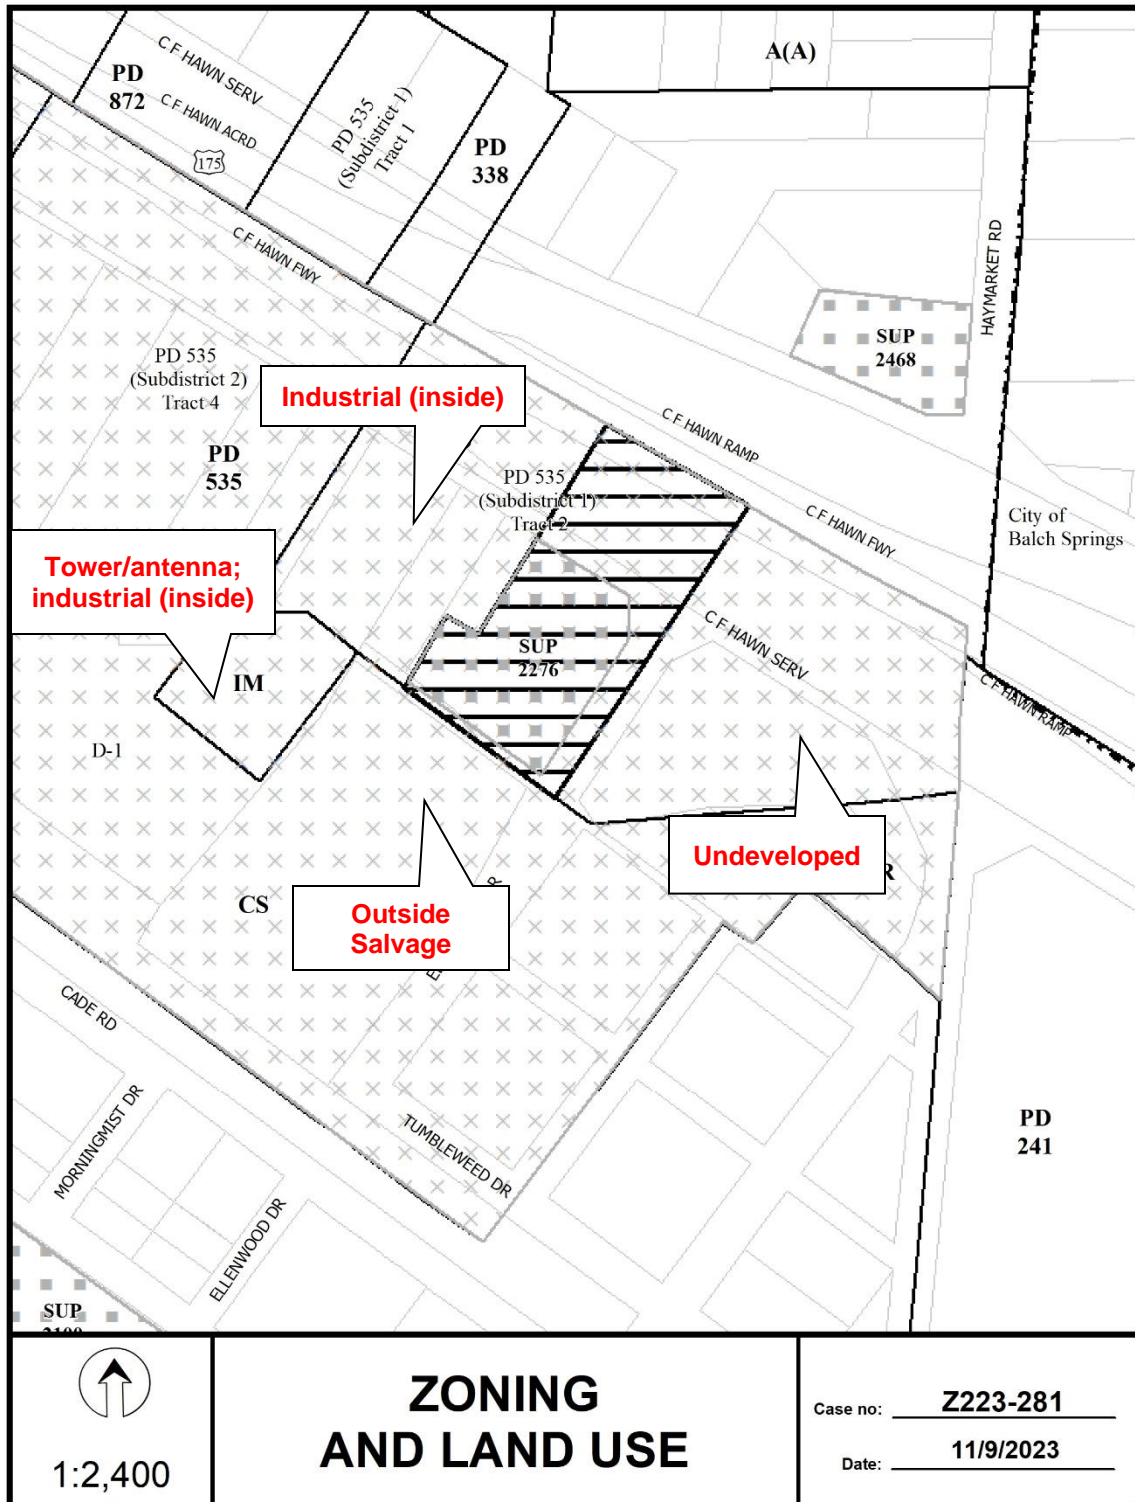 A(A)
C F HAWN SERV
PD
872
C F HAWN ACRD
175
PD 535
(Subdistrict 1)
Tract 1
PD
338
C F HAWN FWY
HAYMARKET RD
SUP
2468
PD 535
(Subdistrict 2)
Tract 4
PD
535
Industrial (inside)
C F HAWN RAMP
PD 535
(Subdistrict 1)
Tract 2
C F HAWN FWY
City of
Balch Springs
Tower/antenna;
industrial (inside)
C F HAWN SERV
SUP
2276
IM
C F HAWN RAMP
D-1
Undeveloped
R
CS
Outside
Salvage
CADE RD
MORNINGMIST DR
TUMBLEWEED DR
ELLENWOOD DR
PD
241
SUP
1:2,400
ZONING
AND LAND USE
Case no: Z223-281
Date: 11/9/2023